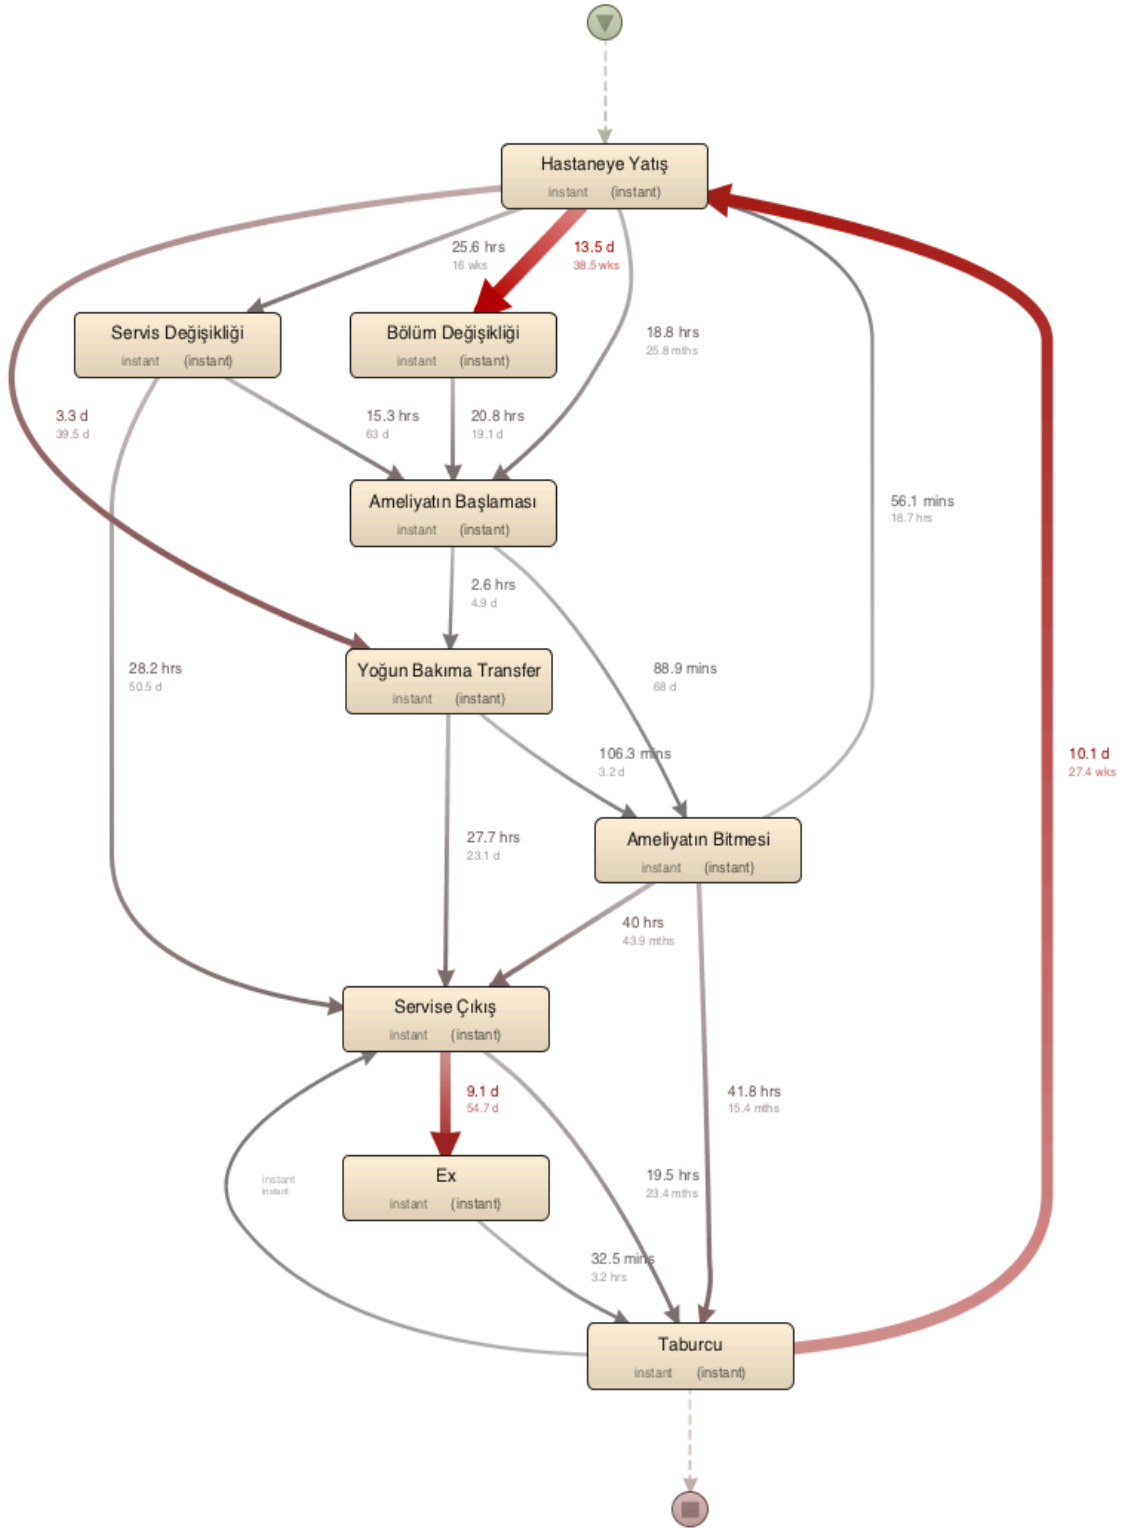 Hastaneye Yatış
instant (instant)
25.6 hrs
16 wks
13.5 d
38.5 wks
Servis Değişikliği
instant (instant)
Bölüm Değişikliği
instant (instant)
18.8 hrs
25.8 mths
3.3 d
39.5 d
15.3 hrs
63 d
20.8 hrs
19.1 d
Ameliyatın Başlaması
instant (instant)
56.1 mins
18.7 hrs
2.6 hrs
4.9 d
Yoğun Bakıma Transfer
instant (instant)
28.2 hrs
50.5 d
88.9 mins
68 d
106.3 mins
3.2 d
10.1 d
27.4 wks
27.7 hrs
23.1 d
Ameliyatın Bitmesi
instant (instant)
40 hrs
43.9 mths
Servise Çıkış
instant (instant)
9.1 d
54.7 d
41.8 hrs
15.4 mths
Ex
instant (instant)
instant
instant
19.5 hrs
23.4 mths
32.5 mins
3.2 hrs
Taburcu
instant (instant)